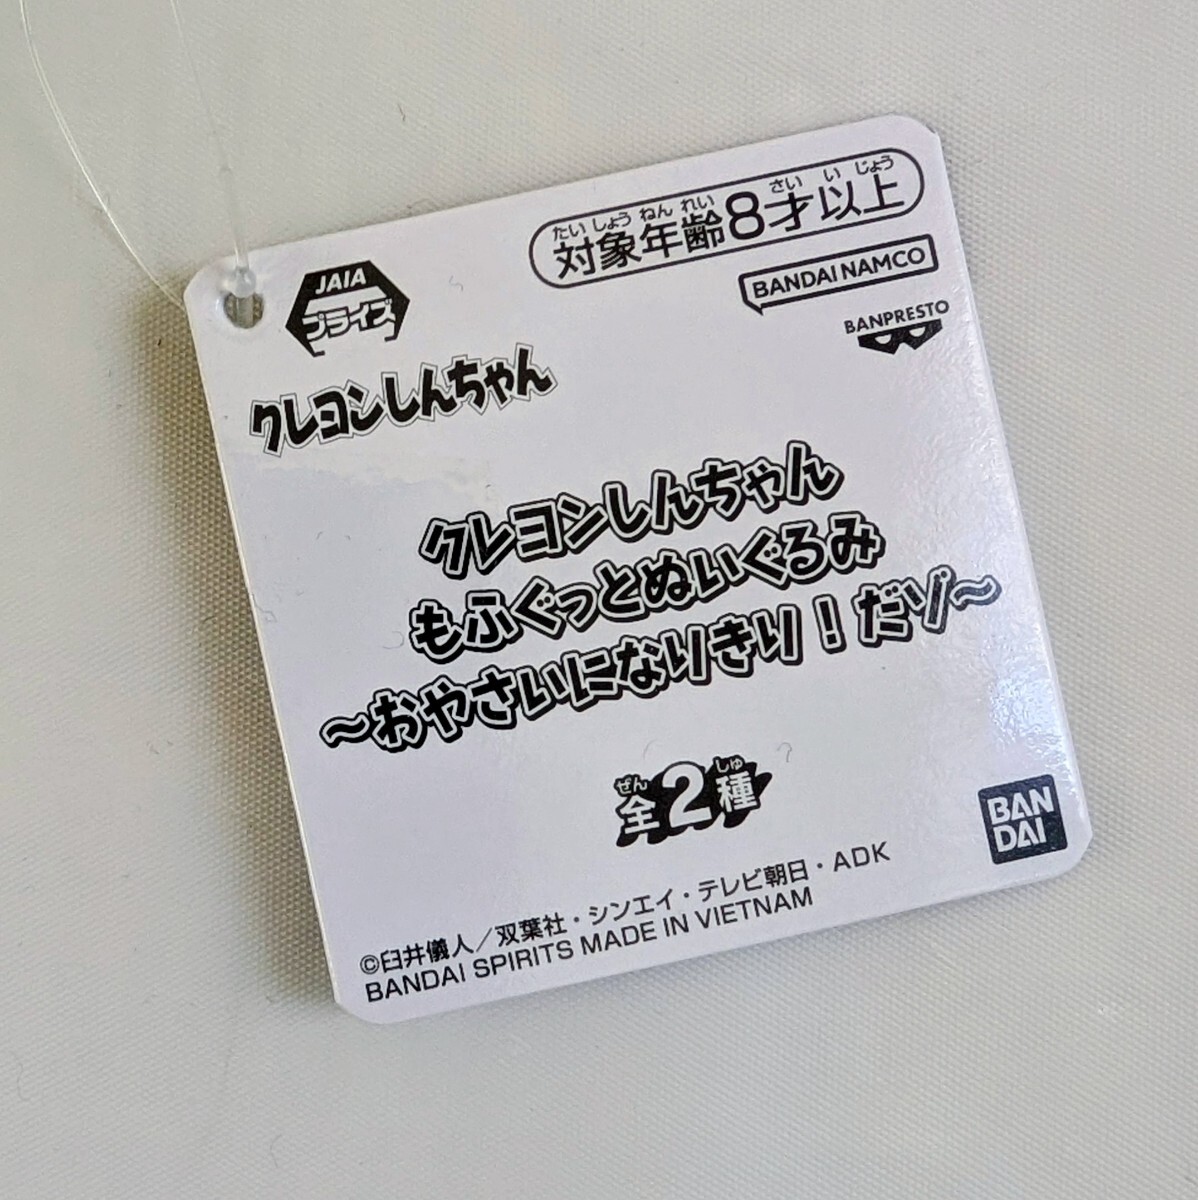 対象年齢8才以上
たいしょうねんれい さいいじょう
JAIA
プライズ
BANDAI NAMCO
BANPRESTO
クレヨンしんちゃん
クレヨンしんちゃん
もふぐっとぬいぐるみ
～おやさいになりきり！だゾ～
ぜん しゅ
全2種
BAN
DAI
©臼井儀人／双葉社・シンエイ・テレビ朝日・ADK
BANDAI SPIRITS MADE IN VIETNAM